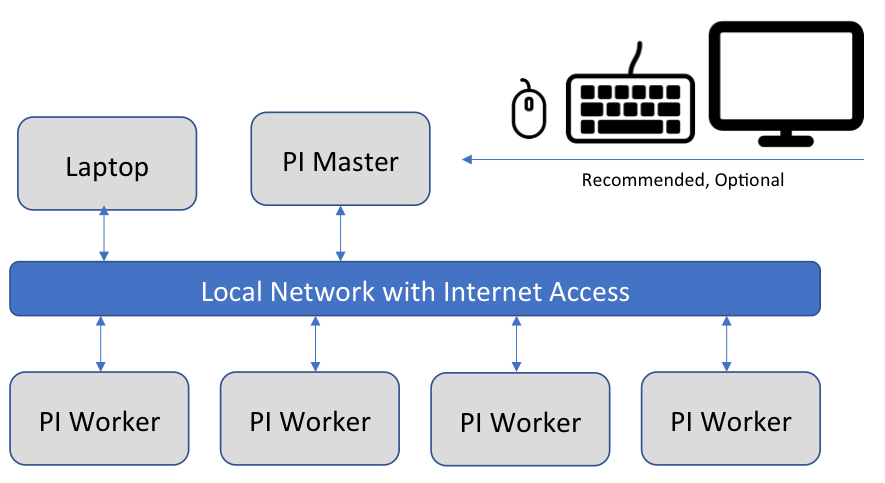 Laptop
PI Master
Recommended, Optional
Local Network with Internet Access
PI Worker
PI Worker
PI Worker
PI Worker